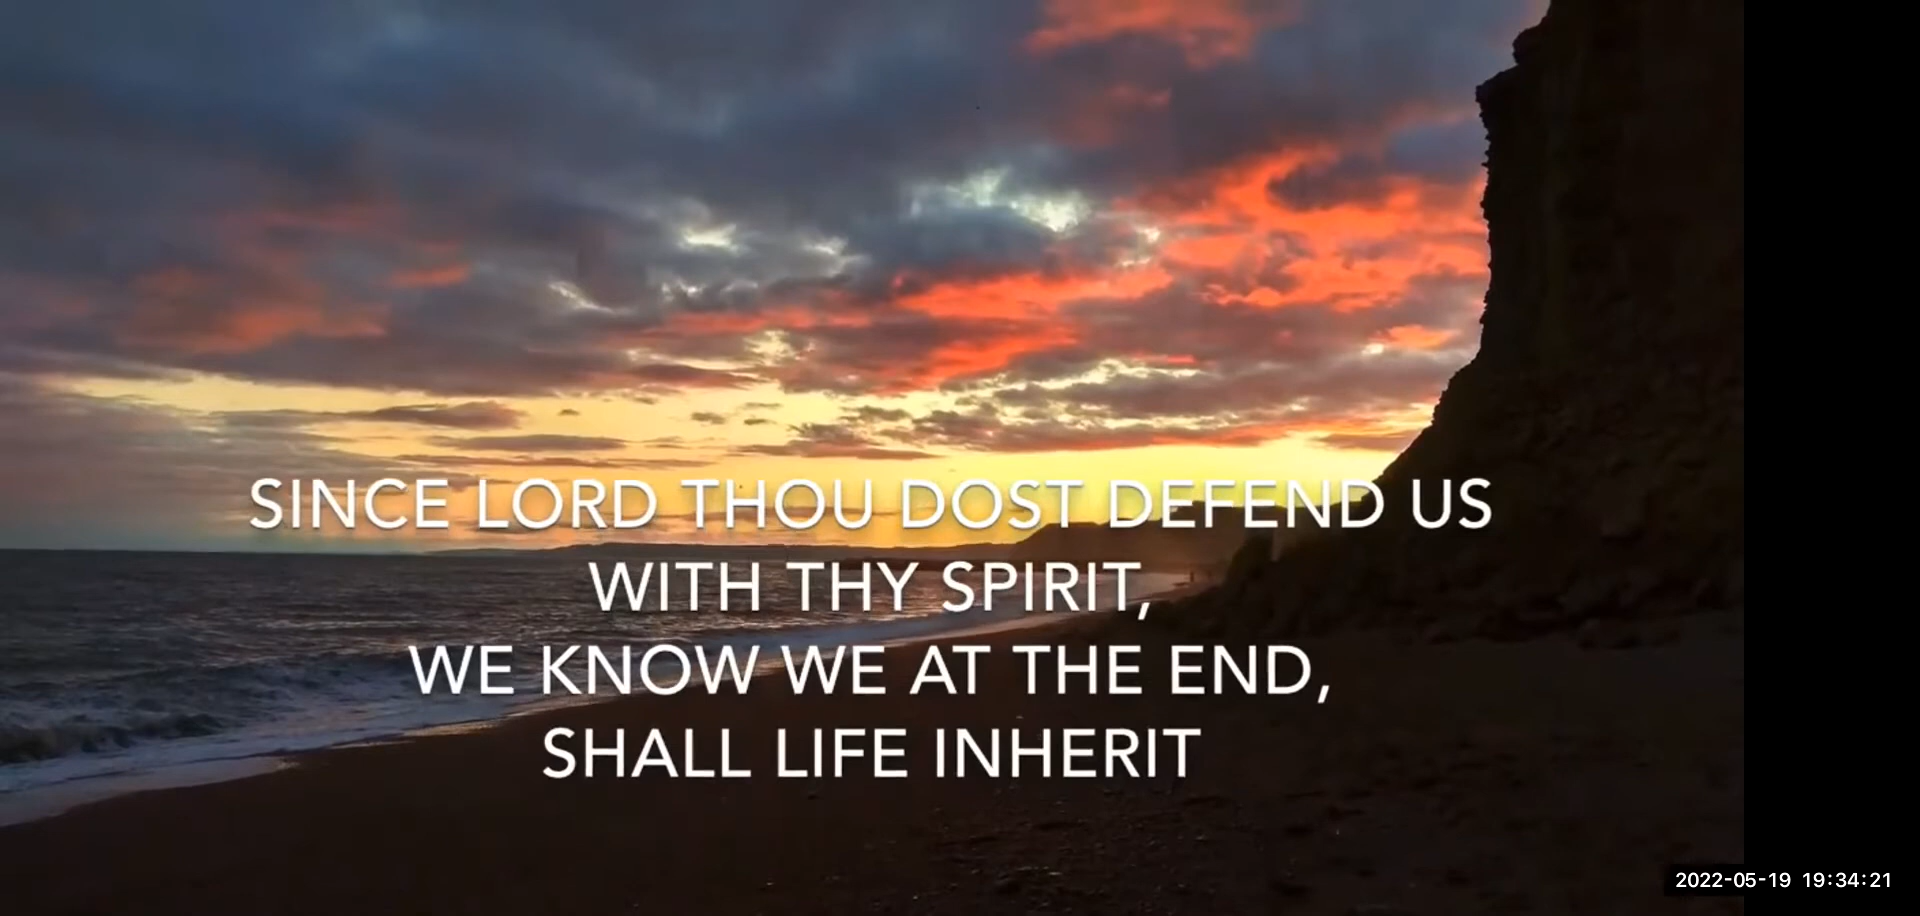 SINCE LORD THOU DOST DEFEND US
WITH THY SPIRIT,
WE KNOW WE AT THE END,
SHALL LIFE INHERIT
2022-05-19 19:34:21